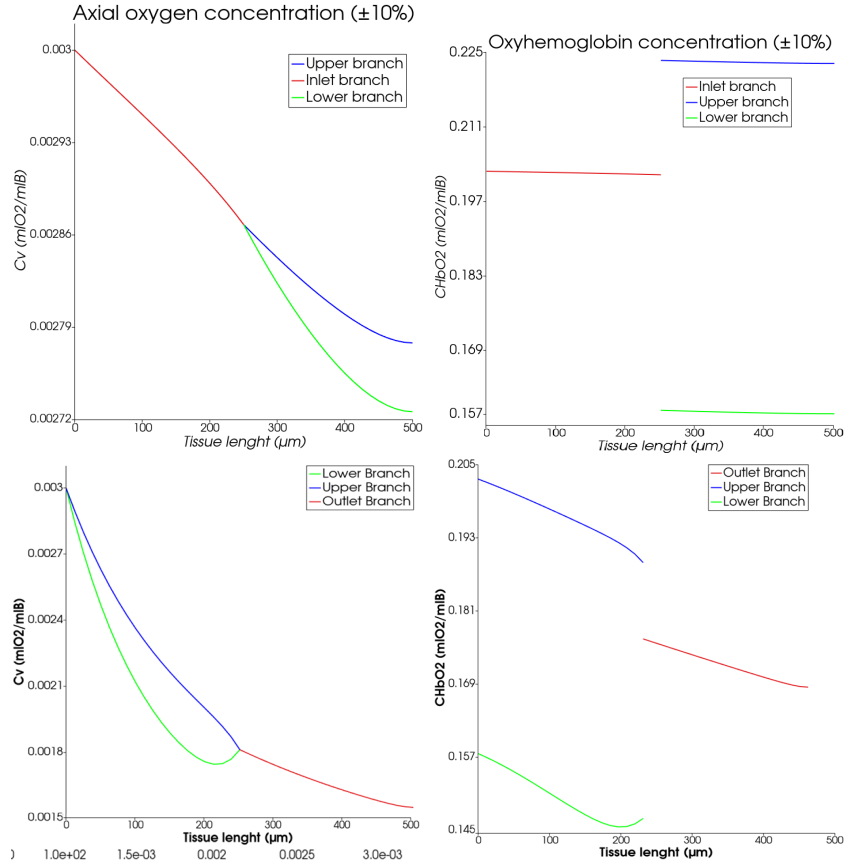 Axial oxygen concentration (±10%)
0.003
0.00293
0.00286
0.00279
0.00272
Cv (mlO2/mlB)
Upper branch
Inlet branch
Lower branch
0
100
200
300
400
500
Tissue lenght (µm)
Oxyhemoglobin concentration (±10%)
0.225
0.211
0.197
0.183
0.169
0.157
CHbO2 (mlO2/mlB)
Inlet branch
Upper branch
Lower branch
0
100
200
300
400
500
Tissue lenght (µm)
0.003
0.0027
0.0024
0.0021
0.0018
0.0015
Cv (mlO2/mlB)
Lower Branch
Upper Branch
Outlet Branch
0
100
200
300
400
500
Tissue lenght (µm)
0.205
0.193
0.181
0.169
0.157
0.145
CHbO2 (mlO2/mlB)
Outlet Branch
Upper Branch
Lower Branch
0
100
200
300
400
500
Tissue lenght (µm)
1.0e+02 1.5e-03 0.002 0.0025 3.0e-03